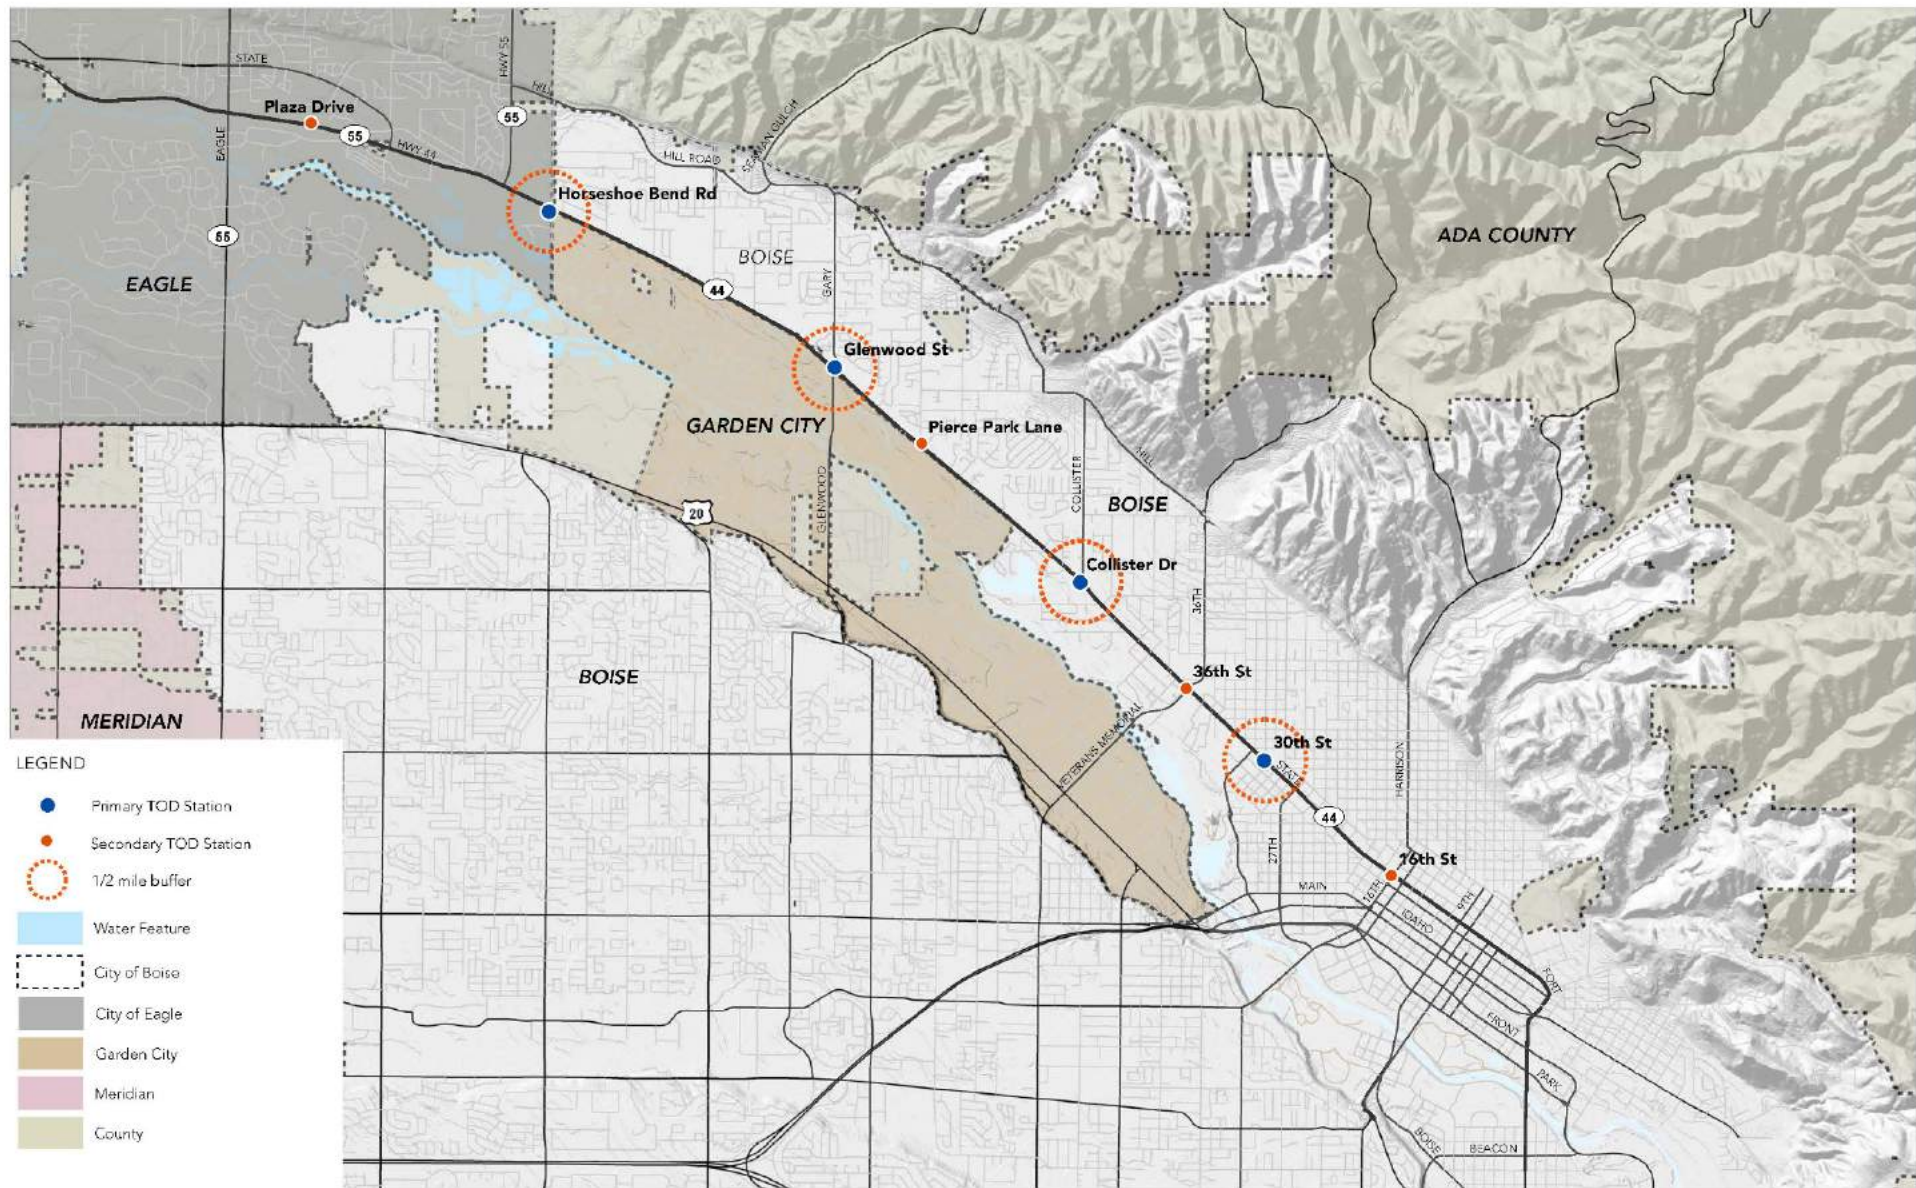 STATE
HWY 55
Plaza Drive
55
55
HILL
EAGLE
HWY 44
HILL ROAD
SEAMAN GULCH
Horseshoe Bend Rd
55
BOISE
ADA COUNTY
EAGLE
44
GARY
Glenwood St
GARDEN CITY
Pierce Park Lane
HILL
COLLISTER
BOISE
20
GLENWOOD
Collister Dr
36TH
BOISE
36th St
MERIDIAN
VETERANS MEMORIAL
30th St
STATE
HARRISON
44
27TH
16th St
MAIN
16TH
9TH
IDAHO
FORT
FRONT
PARK
BOISE
BEACON
LEGEND
Primary TOD Station
Secondary TOD Station
1/2 mile buffer
Water Feature
City of Boise
City of Eagle
Garden City
Meridian
County